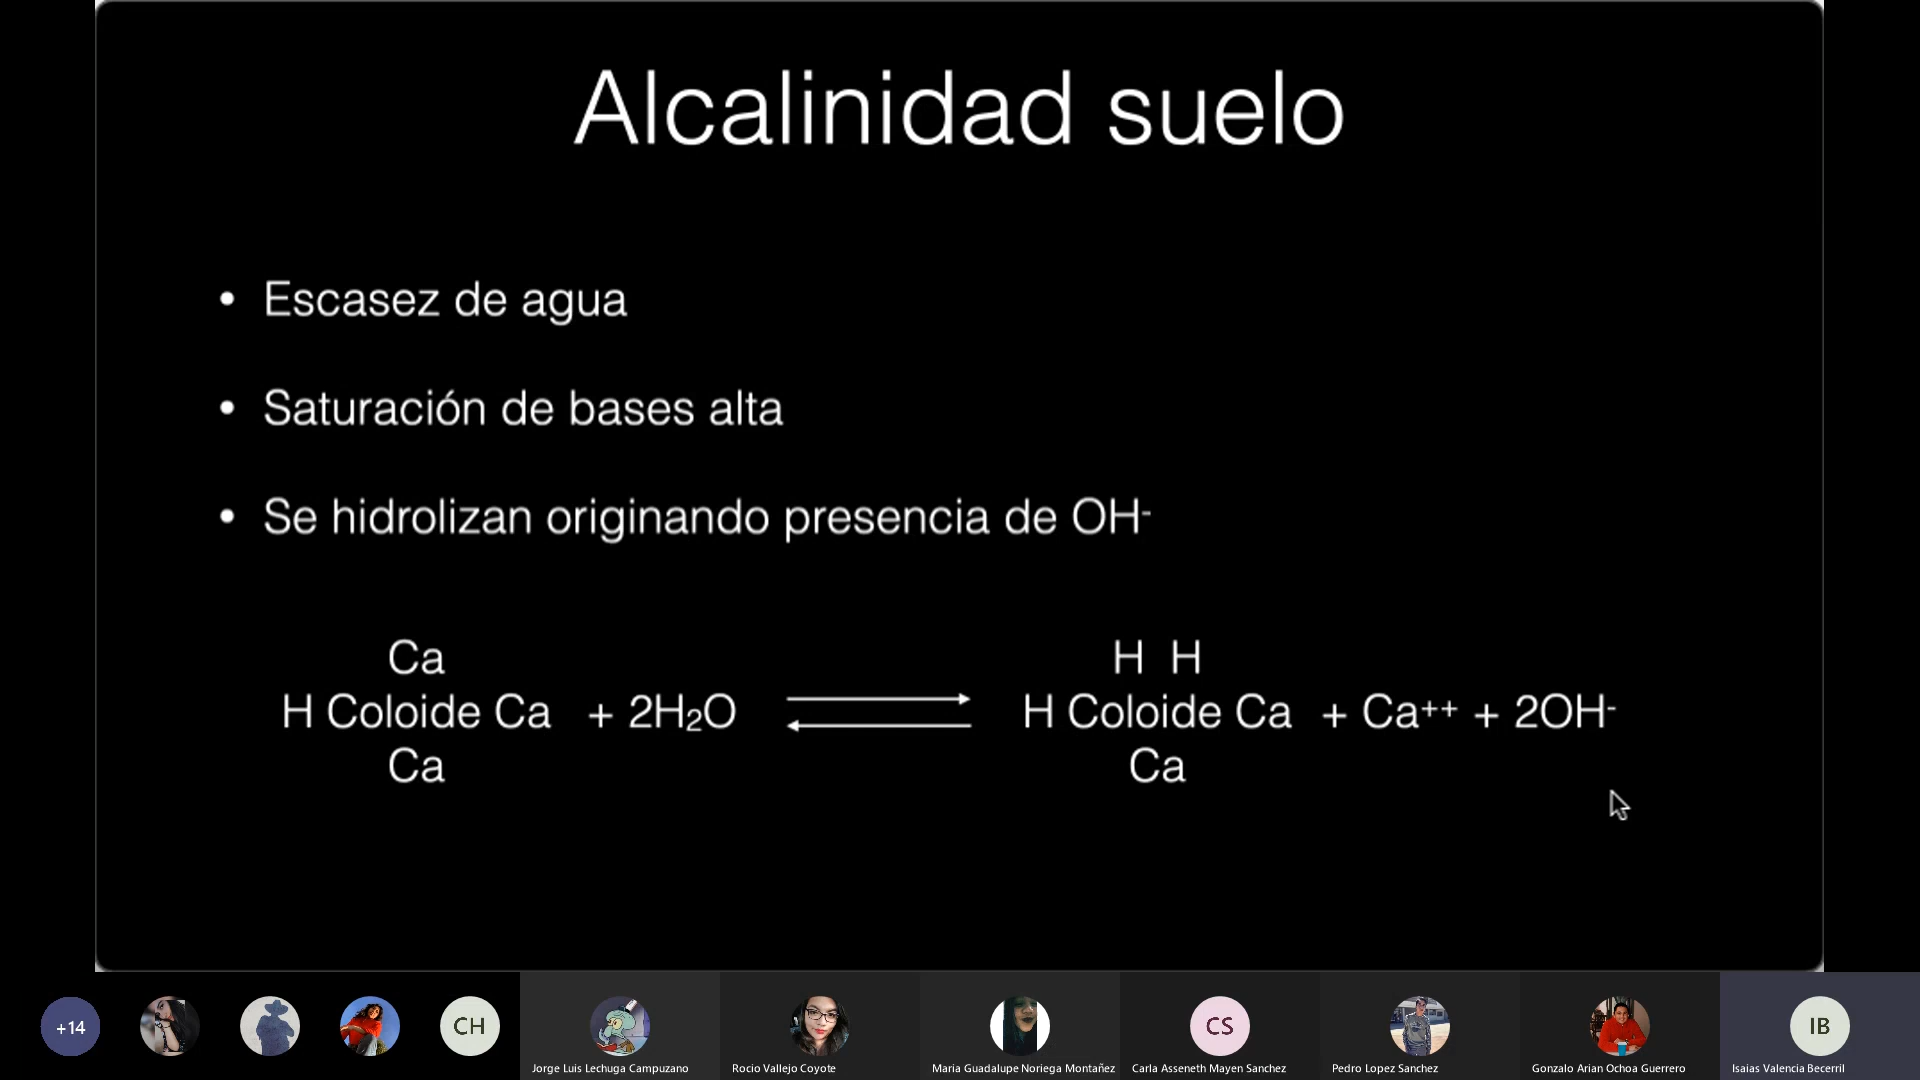 Alcalinidad suelo
• Escasez de agua
• Saturación de bases alta
• Se hidrolizan originando presencia de OH-
Ca
H Coloide Ca + 2H₂O
Ca
H H
H Coloide Ca + Ca⁺⁺ + 2OH⁻
Ca
+14
CH
CS
IB
Jorge Luis Lechuga Campuzano
Rocio Vallejo Coyote
Maria Guadalupe Noriega Montañez
Carla Asseneth Mayen Sanchez
Pedro Lopez Sanchez
Gonzalo Arian Ochoa Guerrero
Isaias Valencia Becerril